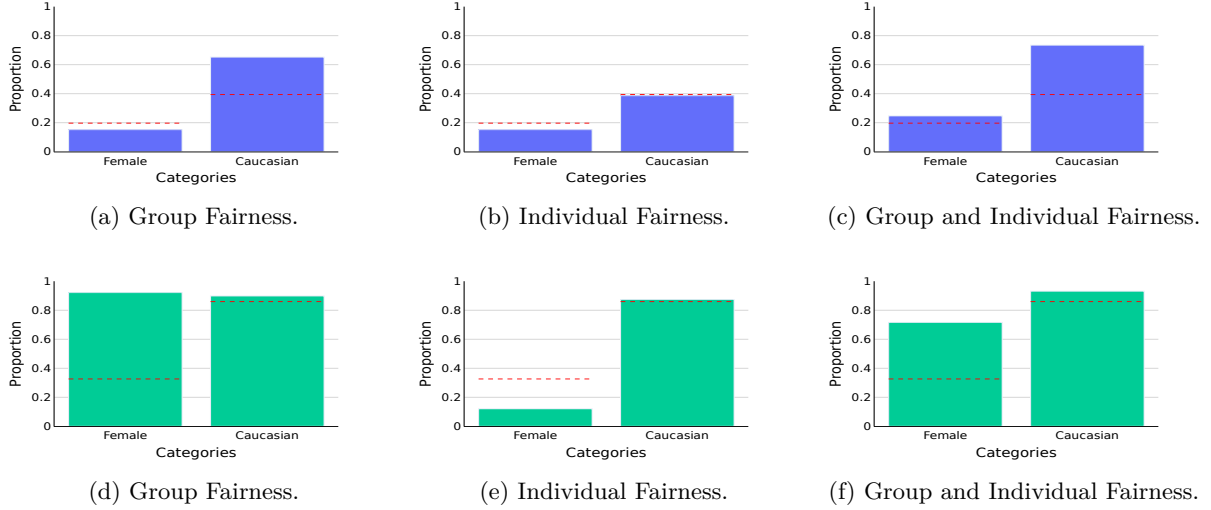 1
0.8
0.6
0.4
0.2
0
Proportion
Female
Caucasian
Categories
(a) Group Fairness.
1
0.8
0.6
0.4
0.2
0
Proportion
Female
Caucasian
Categories
(b) Individual Fairness.
1
0.8
0.6
0.4
0.2
0
Proportion
Female
Caucasian
Categories
(c) Group and Individual Fairness.
1
0.8
0.6
0.4
0.2
0
Proportion
Female
Caucasian
Categories
(d) Group Fairness.
1
0.8
0.6
0.4
0.2
0
Proportion
Female
Caucasian
Categories
(e) Individual Fairness.
1
0.8
0.6
0.4
0.2
0
Proportion
Female
Caucasian
Categories
(f) Group and Individual Fairness.